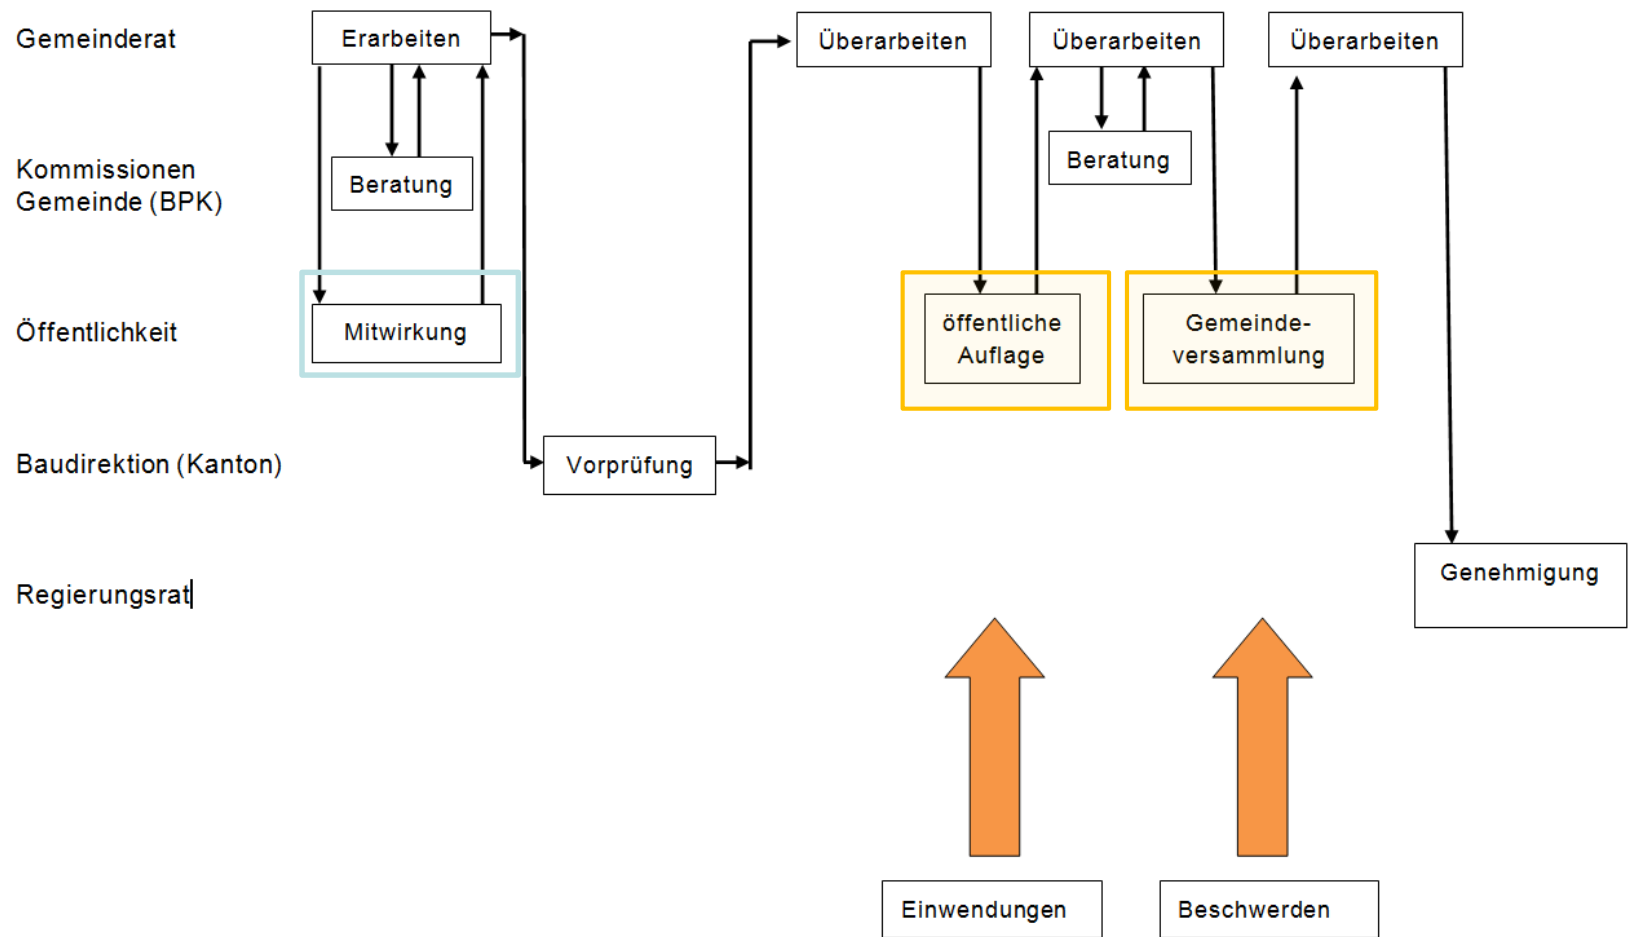 Gemeinderat
Erarbeiten
Überarbeiten
Überarbeiten
Überarbeiten
Kommissionen
Gemeinde (BPK)
Beratung
Beratung
Öffentlichkeit
Mitwirkung
öffentliche
Auflage
Gemeinde-
versammlung
Baudirektion (Kanton)
Vorprüfung
Regierungsrat
Genehmigung
Einwendungen
Beschwerden